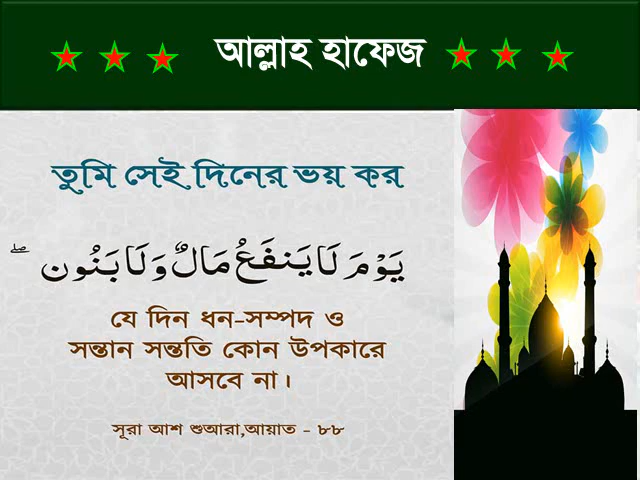 আল্লাহ হাফেজ
তুমি সেই দিনের ভয় কর
يَوْمَ لَا يَنفَعُ مَالٌ وَلَا بَنُونَ ۖ
যে দিন ধন-সম্পদ ও
সন্তান সন্ততি কোন উপকারে
আসবে না।
সূরা আশ শুআরা,আয়াত - ৮৮